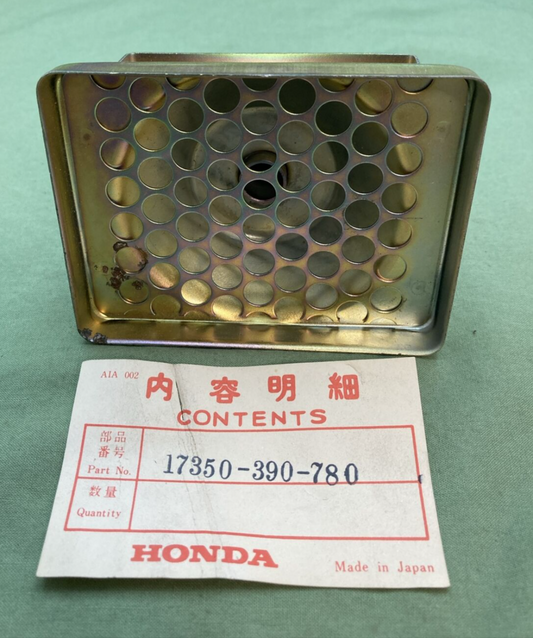 A1A 002
内容明細
CONTENTS
部品
番号
Part No.
17350-390-780
数量
Quantity
HONDA
Made in Japan